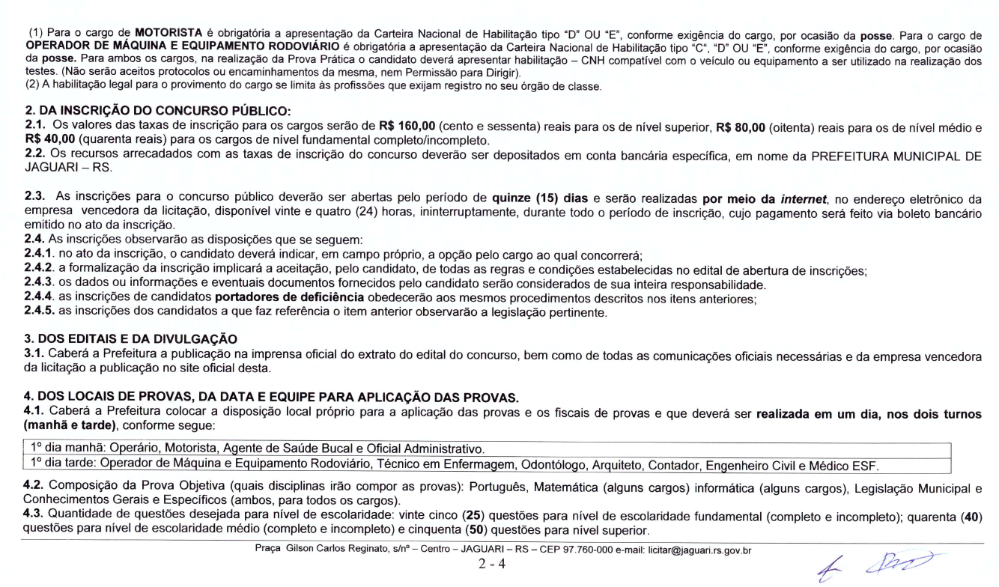 (1) Para o cargo de MOTORISTA é obrigatória a apresentação da Carteira Nacional de Habilitação tipo “D” OU “E”, conforme exigência do cargo, por ocasião da posse. Para o cargo de
OPERADOR DE MÁQUINA E EQUIPAMENTO RODOVIÁRIO é obrigatória a apresentação da Carteira Nacional de Habilitação tipo “C“, “D” OU “E”, conforme exigência do cargo, por ocasião
da posse. Para ambos os cargos, na realização da Prova Prática o candidato deverá apresentar habilitação – CNH compatível com o veículo ou equipamento a ser utilizado na realização dos
testes. (Não serão aceitos protocolos ou encaminhamentos da mesma, nem Permissão para Dirigir).
(2) A habilitação legal para o provimento do cargo se limita às profissões que exijam registro no seu órgão de classe.
2. DA INSCRIÇÃO DO CONCURSO PÚBLICO:
2.1. Os valores das taxas de inscrição para os cargos serão de R$ 160,00 (cento e sessenta) reais para os de nível superior, R$ 80,00 (oitenta) reais para os de nível médio e
R$ 40,00 (quarenta reais) para os cargos de nível fundamental completo/incompleto.
2.2. Os recursos arrecadados com as taxas de inscrição do concurso deverão ser depositados em conta bancária específica, em nome da PREFEITURA MUNICIPAL DE
JAGUARI – RS.
2.3. As inscrições para o concurso público deverão ser abertas pelo período de quinze (15) dias e serão realizadas por meio da internet, no endereço eletrônico da
empresa vencedora da licitação, disponível vinte e quatro (24) horas, ininterruptamente, durante todo o período de inscrição, cujo pagamento será feito via boleto bancário
emitido no ato da inscrição.
2.4. As inscrições observarão as disposições que se seguem:
2.4.1. no ato da inscrição, o candidato deverá indicar, em campo próprio, a opção pelo cargo ao qual concorrerá;
2.4.2. a formalização da inscrição implicará a aceitação, pelo candidato, de todas as regras e condições estabelecidas no edital de abertura de inscrições;
2.4.3. os dados ou informações e eventuais documentos fornecidos pelo candidato serão considerados de sua inteira responsabilidade.
2.4.4. as inscrições de candidatos portadores de deficiência obedecerão aos mesmos procedimentos descritos nos itens anteriores;
2.4.5. as inscrições dos candidatos a que faz referência o item anterior observarão a legislação pertinente.
3. DOS EDITAIS E DA DIVULGAÇÃO
3.1. Caberá a Prefeitura a publicação na imprensa oficial do extrato do edital do concurso, bem como de todas as comunicações oficiais necessárias e da empresa vencedora
da licitação a publicação no site oficial desta.
4. DOS LOCAIS DE PROVAS, DA DATA E EQUIPE PARA APLICAÇÃO DAS PROVAS.
4.1. Caberá a Prefeitura colocar a disposição local próprio para a aplicação das provas e os fiscais de provas e que deverá ser realizada em um dia, nos dois turnos
(manhã e tarde), conforme segue:
1º dia manhã: Operário, Motorista, Agente de Saúde Bucal e Oficial Administrativo.
1º dia tarde: Operador de Máquina e Equipamento Rodoviário, Técnico em Enfermagem, Odontólogo, Arquiteto, Contador, Engenheiro Civil e Médico ESF.
4.2. Composição da Prova Objetiva (quais disciplinas irão compor as provas): Português, Matemática (alguns cargos) informática (alguns cargos), Legislação Municipal e
Conhecimentos Gerais e Específicos (ambos, para todos os cargos).
4.3. Quantidade de questões desejada para nível de escolaridade: vinte cinco (25) questões para nível de escolaridade fundamental (completo e incompleto); quarenta (40)
questões para nível de escolaridade médio (completo e incompleto) e cinquenta (50) questões para nível superior.
Praça Gilson Carlos Reginato, s/nº – Centro – JAGUARI – RS – CEP 97.760-000 e-mail: licitar@jaguari.rs.gov.br
2 - 4